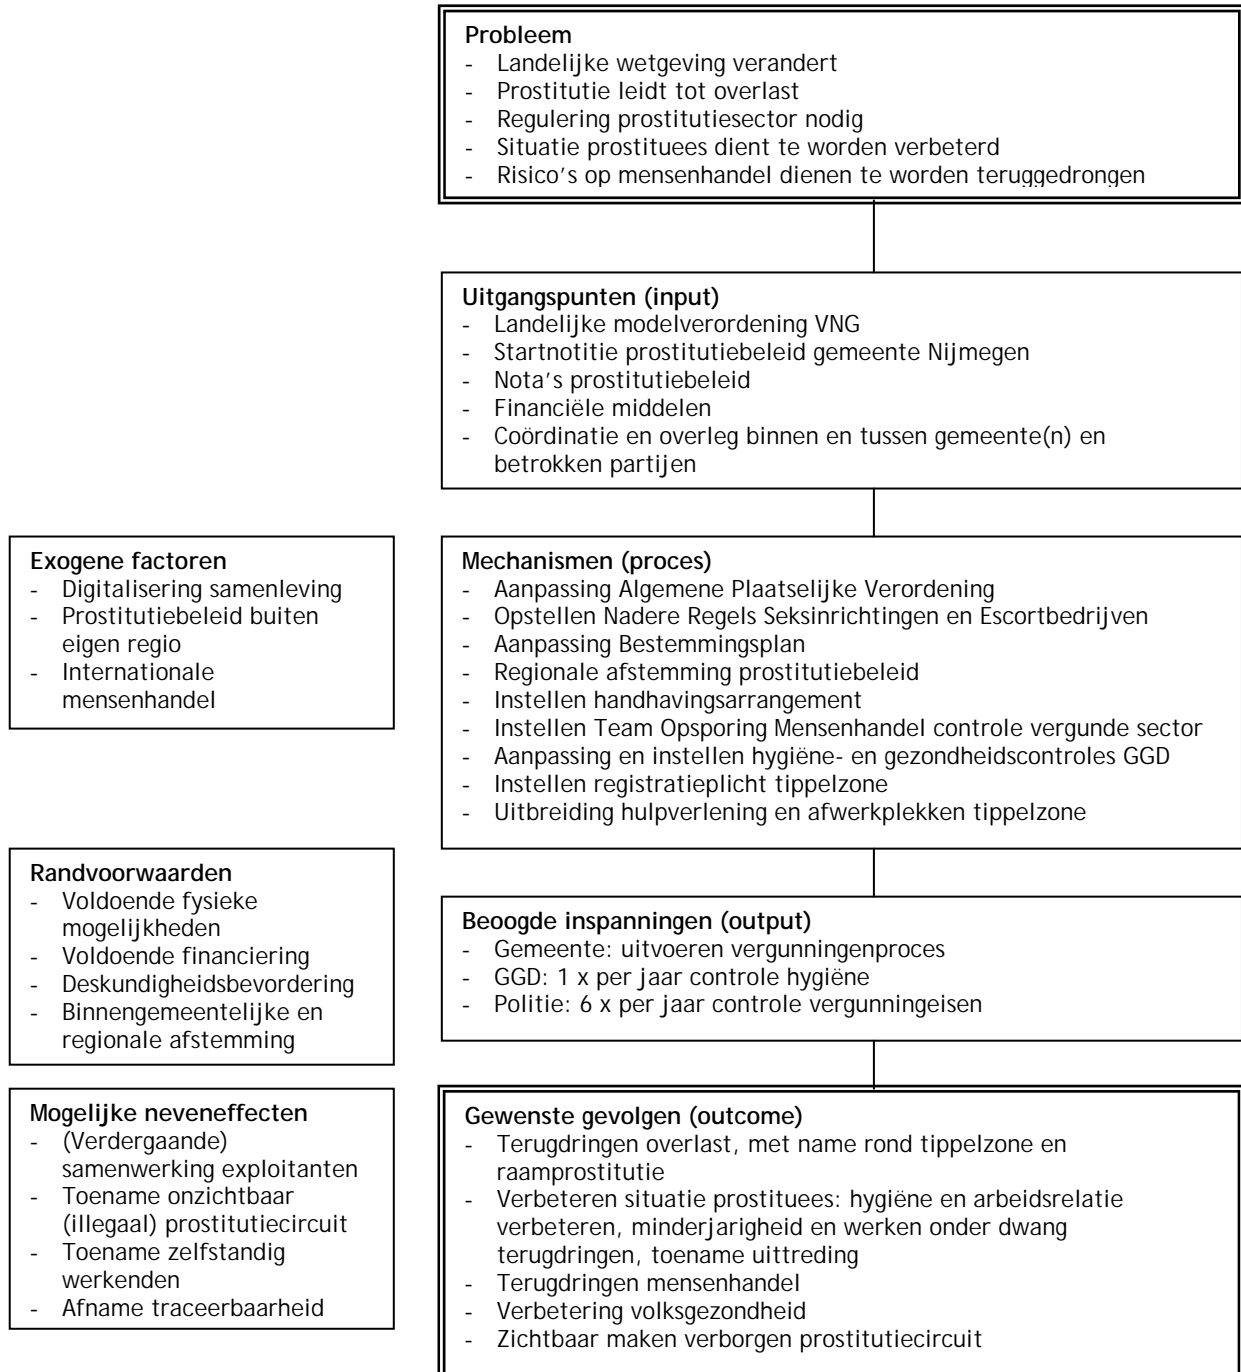 Probleem
- Landelijke wetgeving verandert
- Prostitutie leidt tot overlast
- Regulering prostitutiesector nodig
- Situatie prostituees dient te worden verbeterd
- Risico's op mensenhandel dienen te worden teruggedrongen
Uitgangspunten (input)
- Landelijke modelverordening VNG
- Startnotitie prostitutiebeleid gemeente Nijmegen
- Nota's prostitutiebeleid
- Financiële middelen
- Coördinatie en overleg binnen en tussen gemeente(n) en
betrokken partijen
Exogene factoren
- Digitalisering samenleving
- Prostitutiebeleid buiten
eigen regio
- Internationale
mensenhandel
Mechanismen (proces)
- Aanpassing Algemene Plaatselijke Verordening
- Opstellen Nadere Regels Seksinrichtingen en Escortbedrijven
- Aanpassing Bestemmingsplan
- Regionale afstemming prostitutiebeleid
- Instellen handhavingsarrangement
- Instellen Team Opsporing Mensenhandel controle vergunde sector
- Aanpassing en instellen hygiëne- en gezondheidscontroles GGD
- Instellen registratieplicht tippelzone
- Uitbreiding hulpverlening en afwerkplekken tippelzone
Randvoorwaarden
- Voldoende fysieke
mogelijkheden
- Voldoende financiering
- Deskundigheidsbevordering
- Binnengemeentelijke en
regionale afstemming
Beoogde inspanningen (output)
- Gemeente: uitvoeren vergunningenproces
- GGD: 1 x per jaar controle hygiëne
- Politie: 6 x per jaar controle vergunningeisen
Mogelijke neveneffecten
- (Verdergaande)
samenwerking exploitanten
- Toename onzichtbaar
(illegaal) prostitutiecircuit
- Toename zelfstandig
werkenden
- Afname traceerbaarheid
Gewenste gevolgen (outcome)
- Terugdringen overlast, met name rond tippelzone en
raamprostitutie
- Verbeteren situatie prostituees: hygiëne en arbeidsrelatie
verbeteren, minderjarigheid en werken onder dwang
terugdringen, toename uittreding
- Terugdringen mensenhandel
- Verbetering volksgezondheid
- Zichtbaar maken verborgen prostitutiecircuit